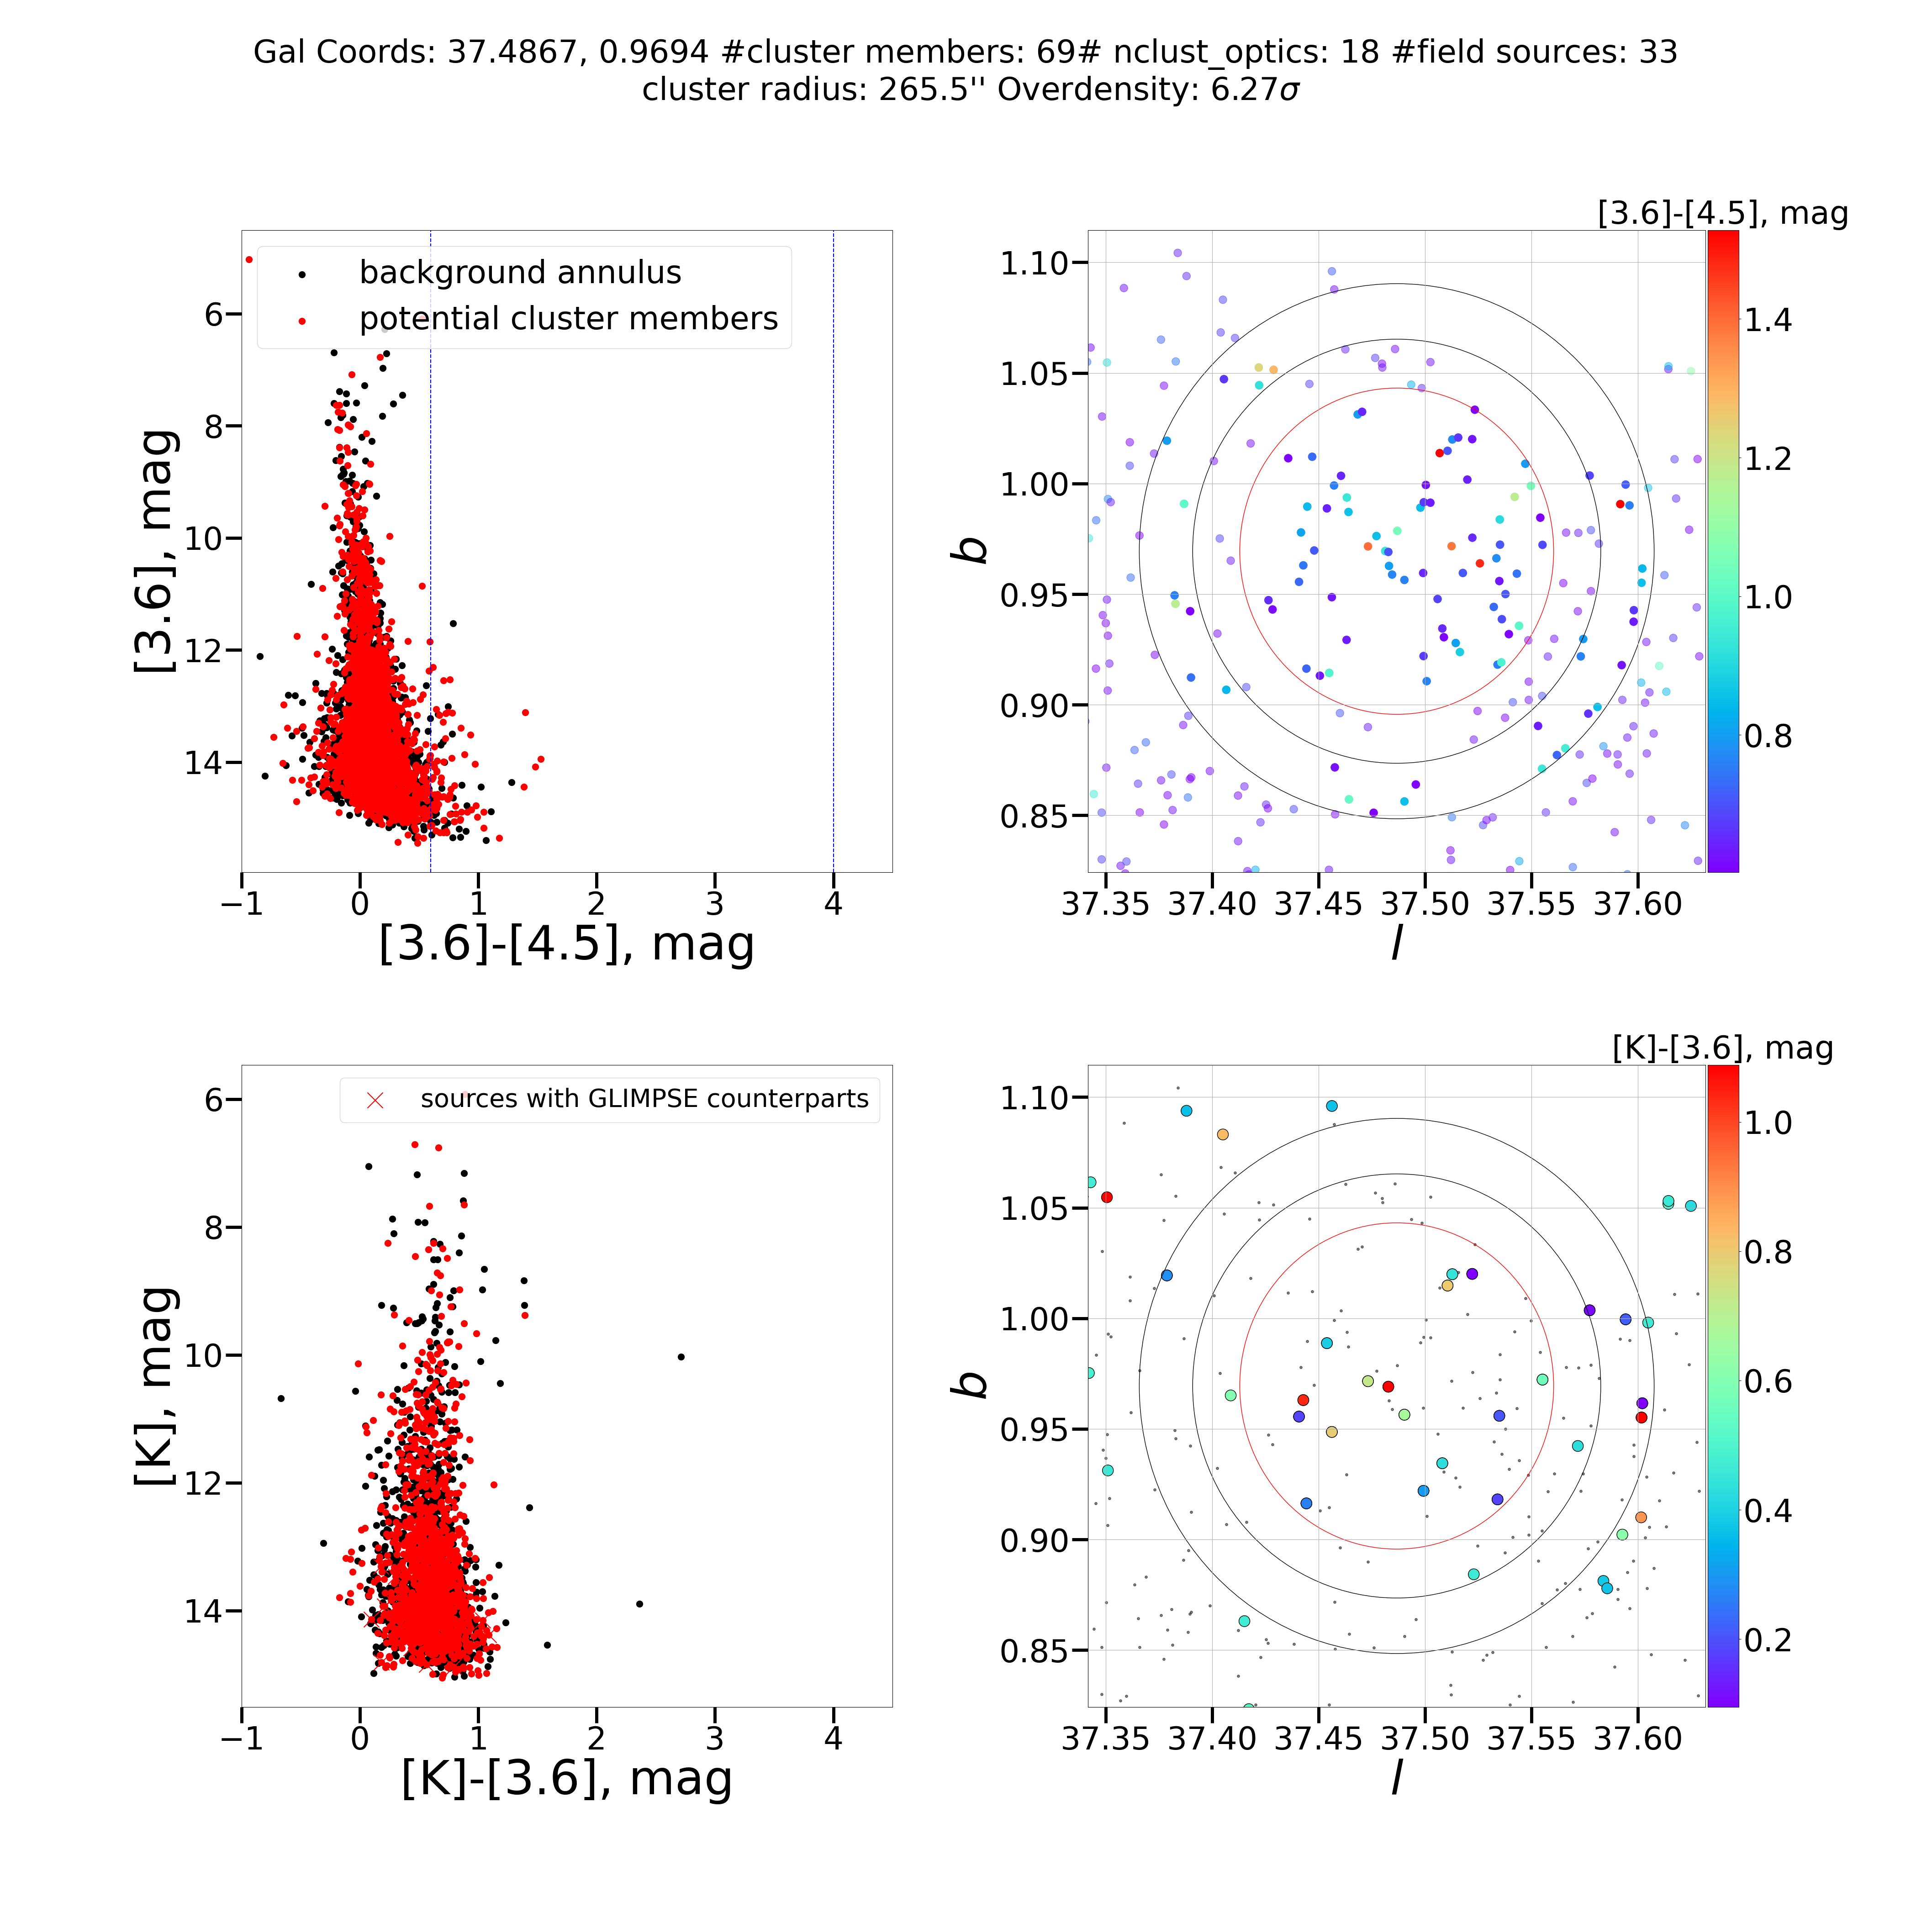 Gal Coords: 37.4867, 0.9694 #cluster members: 69# nclust_optics: 18 #field sources: 33
cluster radius: 265.5'' Overdensity: 6.27σ
background annulus
potential cluster members
[3.6], mag
6
8
10
12
14
−1 0 1 2 3 4
[3.6]-[4.5], mag
[3.6]-[4.5], mag
b
1.10
1.05
1.00
0.95
0.90
0.85
37.35 37.40 37.45 37.50 37.55 37.60
l
1.4
1.2
1.0
0.8
sources with GLIMPSE counterparts
[K], mag
6
8
10
12
14
−1 0 1 2 3 4
[K]-[3.6], mag
[K]-[3.6], mag
b
1.10
1.05
1.00
0.95
0.90
0.85
37.35 37.40 37.45 37.50 37.55 37.60
l
1.0
0.8
0.6
0.4
0.2